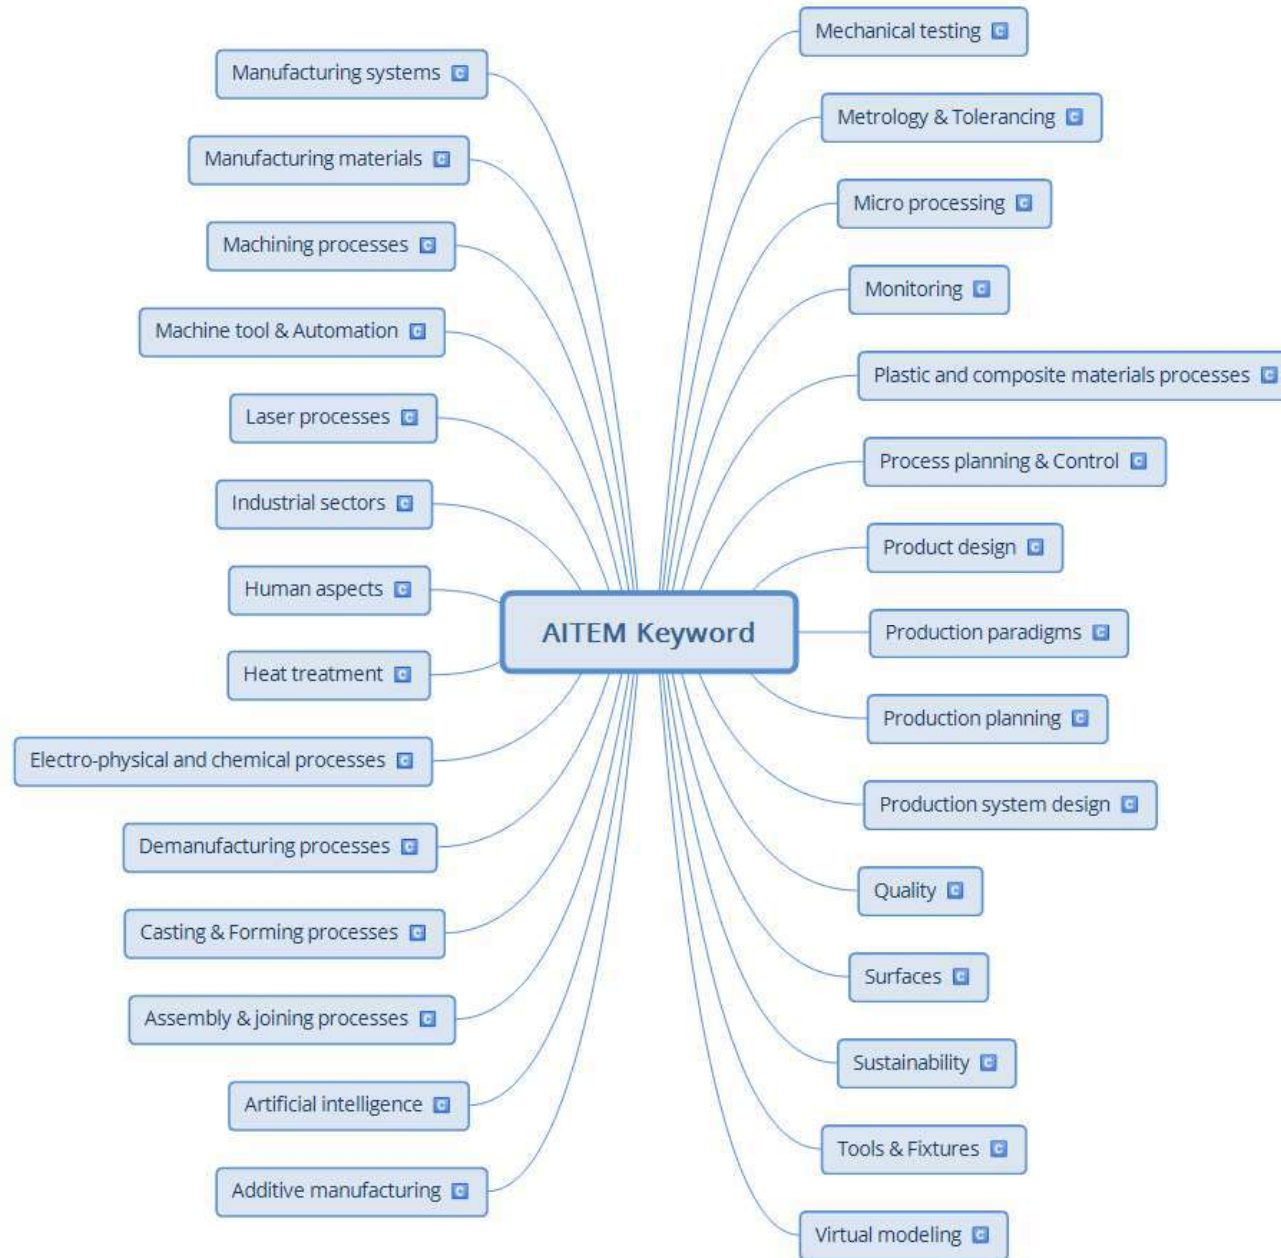 Manufacturing systems
Manufacturing materials
Machining processes
Machine tool & Automation
Laser processes
Industrial sectors
Human aspects
Heat treatment
Electro-physical and chemical processes
Demanufacturing processes
Casting & Forming processes
Assembly & joining processes
Artificial intelligence
Additive manufacturing
AITEM Keyword
Mechanical testing
Metrology & Tolerancing
Micro processing
Monitoring
Plastic and composite materials processes
Process planning & Control
Product design
Production paradigms
Production planning
Production system design
Quality
Surfaces
Sustainability
Tools & Fixtures
Virtual modeling